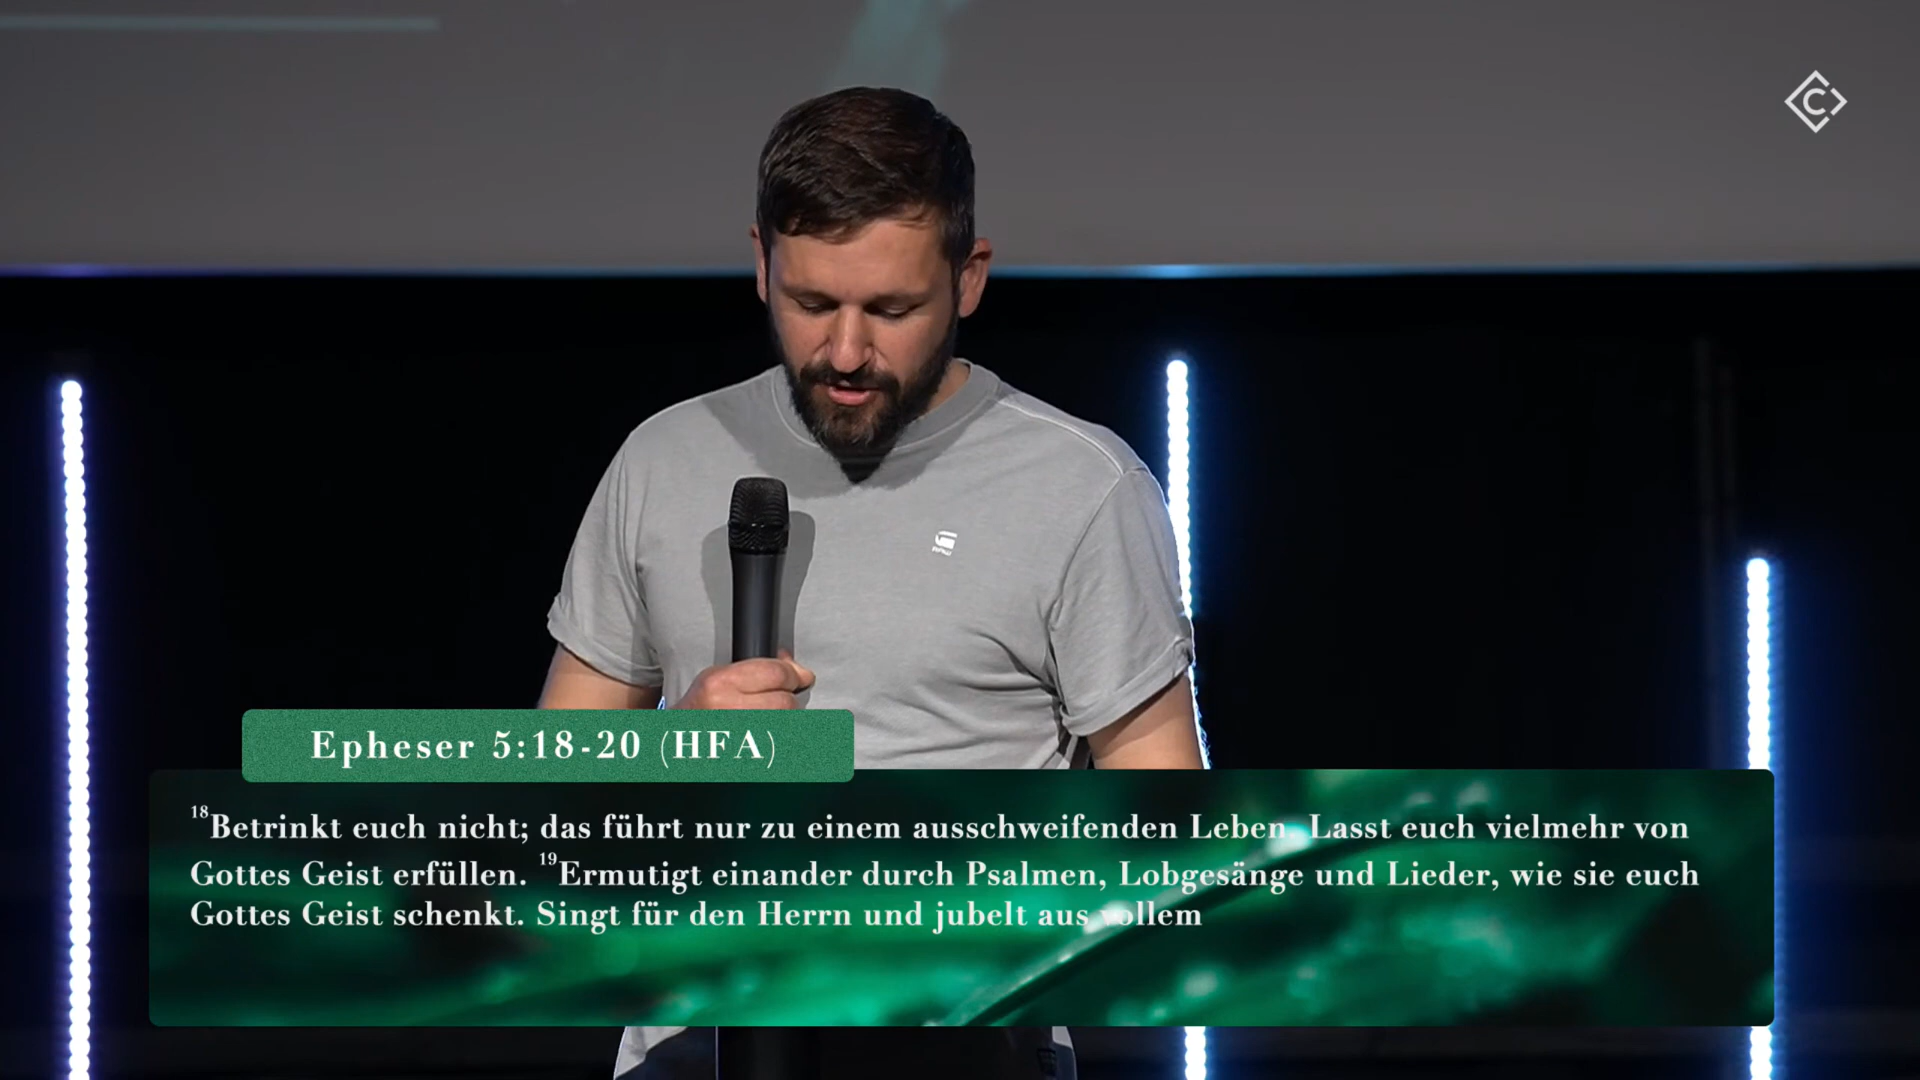 C
Epheser 5:18-20 (HFA)
18Betrinkt euch nicht; das führt nur zu einem ausschweifenden Leben. Lasst euch vielmehr von
Gottes Geist erfüllen. 19Ermutigt einander durch Psalmen, Lobgesänge und Lieder, wie sie euch
Gottes Geist schenkt. Singt für den Herrn und jubelt aus vollem